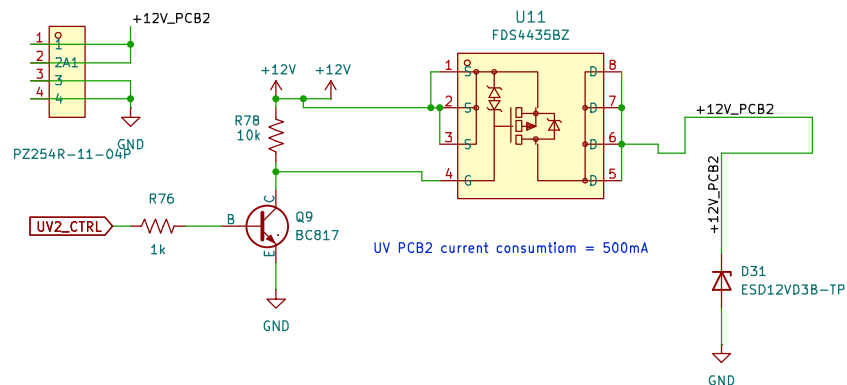 +12V_PCB2
1
1
2
2A1
3
3
4
4
GND
PZ254R-11-04P
+12V
+12V
R78
10k
U11
FDS4435BZ
1
S
2
S
3
S
4
G
D
8
D
7
D
6
D
5
+12V_PCB2
+12V_PCB2
R76
UV2_CTRL
1k
B
C
E
Q9
BC817
GND
UV PCB2 current consumtiom = 500mA
D31
ESD12VD3B-TP
GND